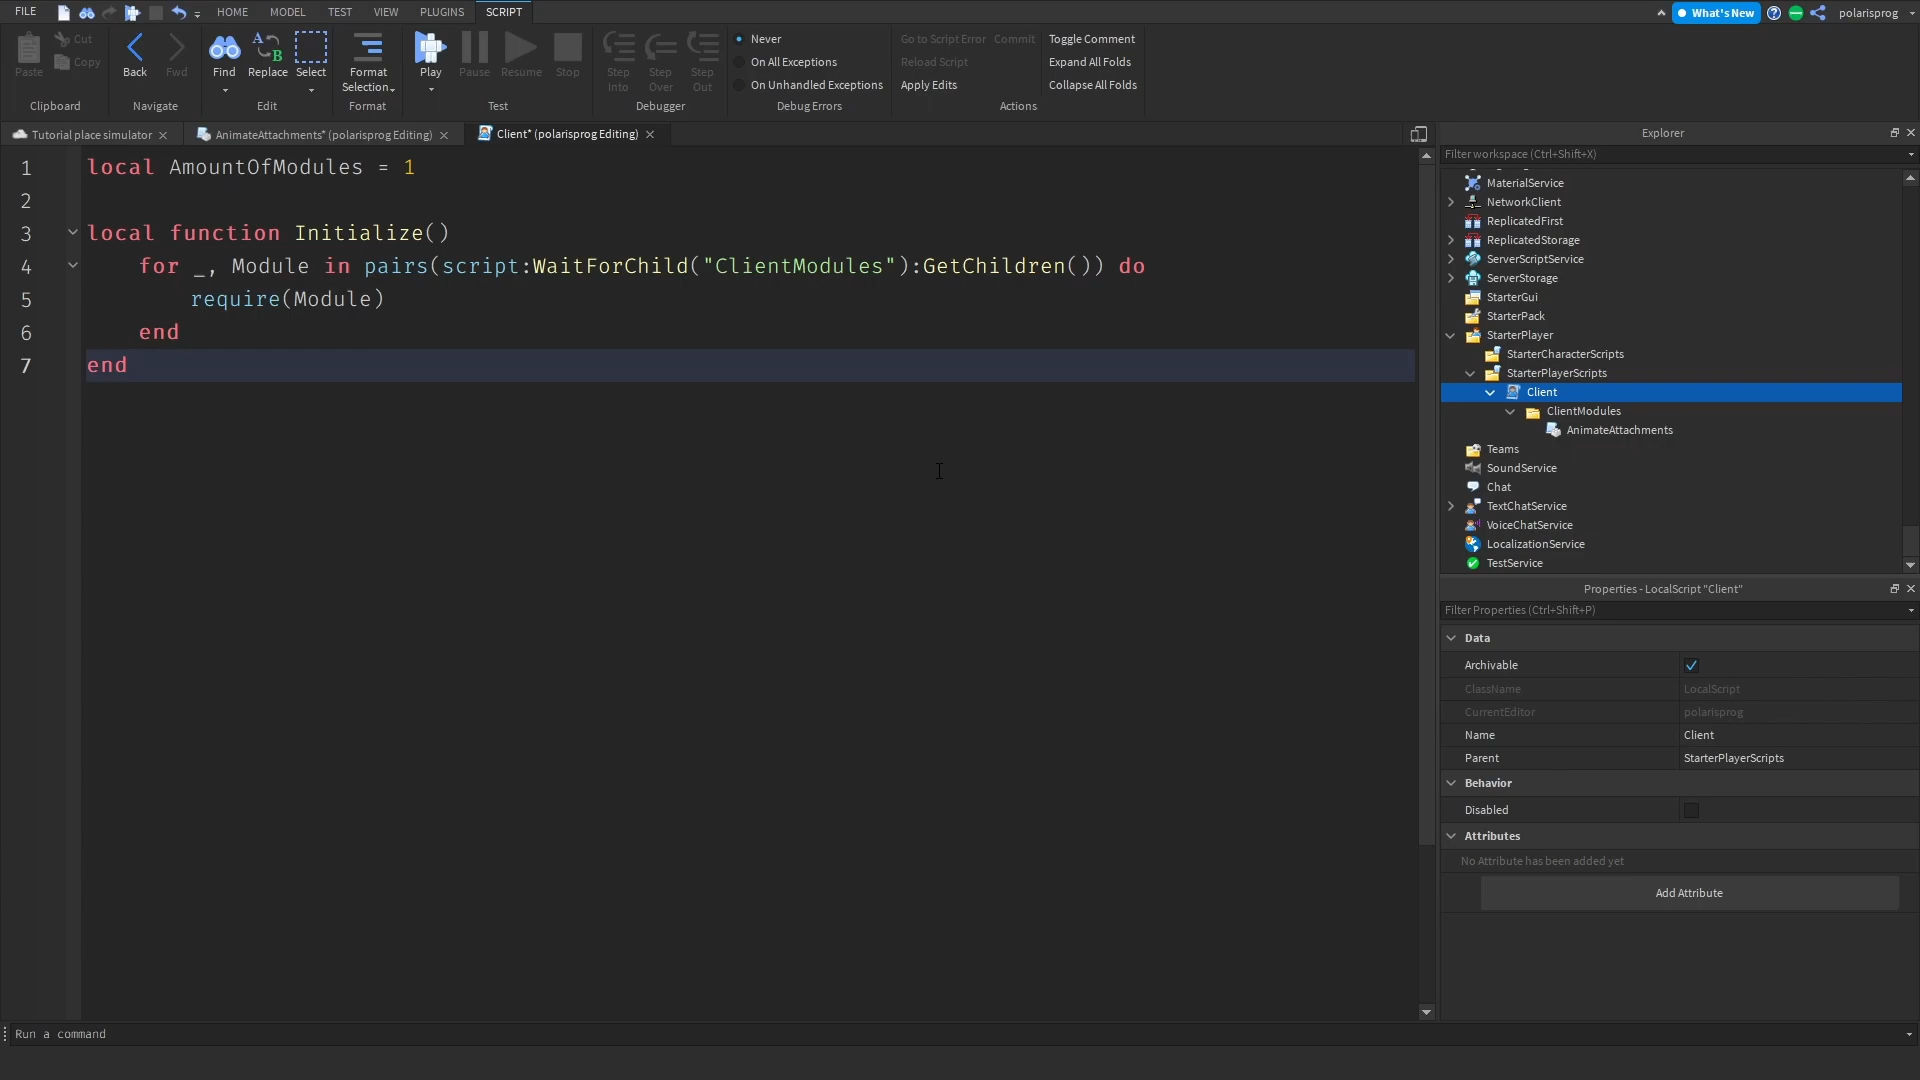 FILE
HOME
MODEL
TEST
VIEW
PLUGINS
SCRIPT
What's New
polarisprog
Paste
Cut
Copy
Clipboard
Back
Fwd
Navigate
Find
Replace
Select
Edit
Format
Selection
Format
Play
Pause
Resume
Stop
Test
Step
Into
Step
Over
Step
Out
Debugger
Never
On All Exceptions
On Unhandled Exceptions
Debug Errors
Go to Script Error
Commit
Reload Script
Apply Edits
Toggle Comment
Expand All Folds
Collapse All Folds
Actions
Tutorial place simulator
AnimateAttachments* (polarisprog Editing)
Client* (polarisprog Editing)
1 local AmountOfModules = 1
2
3 local function Initialize()
4 for _, Module in pairs(script:WaitForChild("ClientModules"):GetChildren()) do
5 require(Module)
6 end
7 end
Explorer
Filter workspace (Ctrl+Shift+X)
MaterialService
NetworkClient
ReplicatedFirst
ReplicatedStorage
ServerScriptService
ServerStorage
StarterGui
StarterPack
StarterPlayer
StarterCharacterScripts
StarterPlayerScripts
Client
ClientModules
AnimateAttachments
Teams
SoundService
Chat
TextChatService
VoiceChatService
LocalizationService
TestService
Properties - LocalScript "Client"
Filter Properties (Ctrl+Shift+P)
Data
Archivable
ClassName LocalScript
CurrentEditor polarisprog
Name Client
Parent StarterPlayerScripts
Behavior
Disabled
Attributes
No Attribute has been added yet
Add Attribute
Run a command